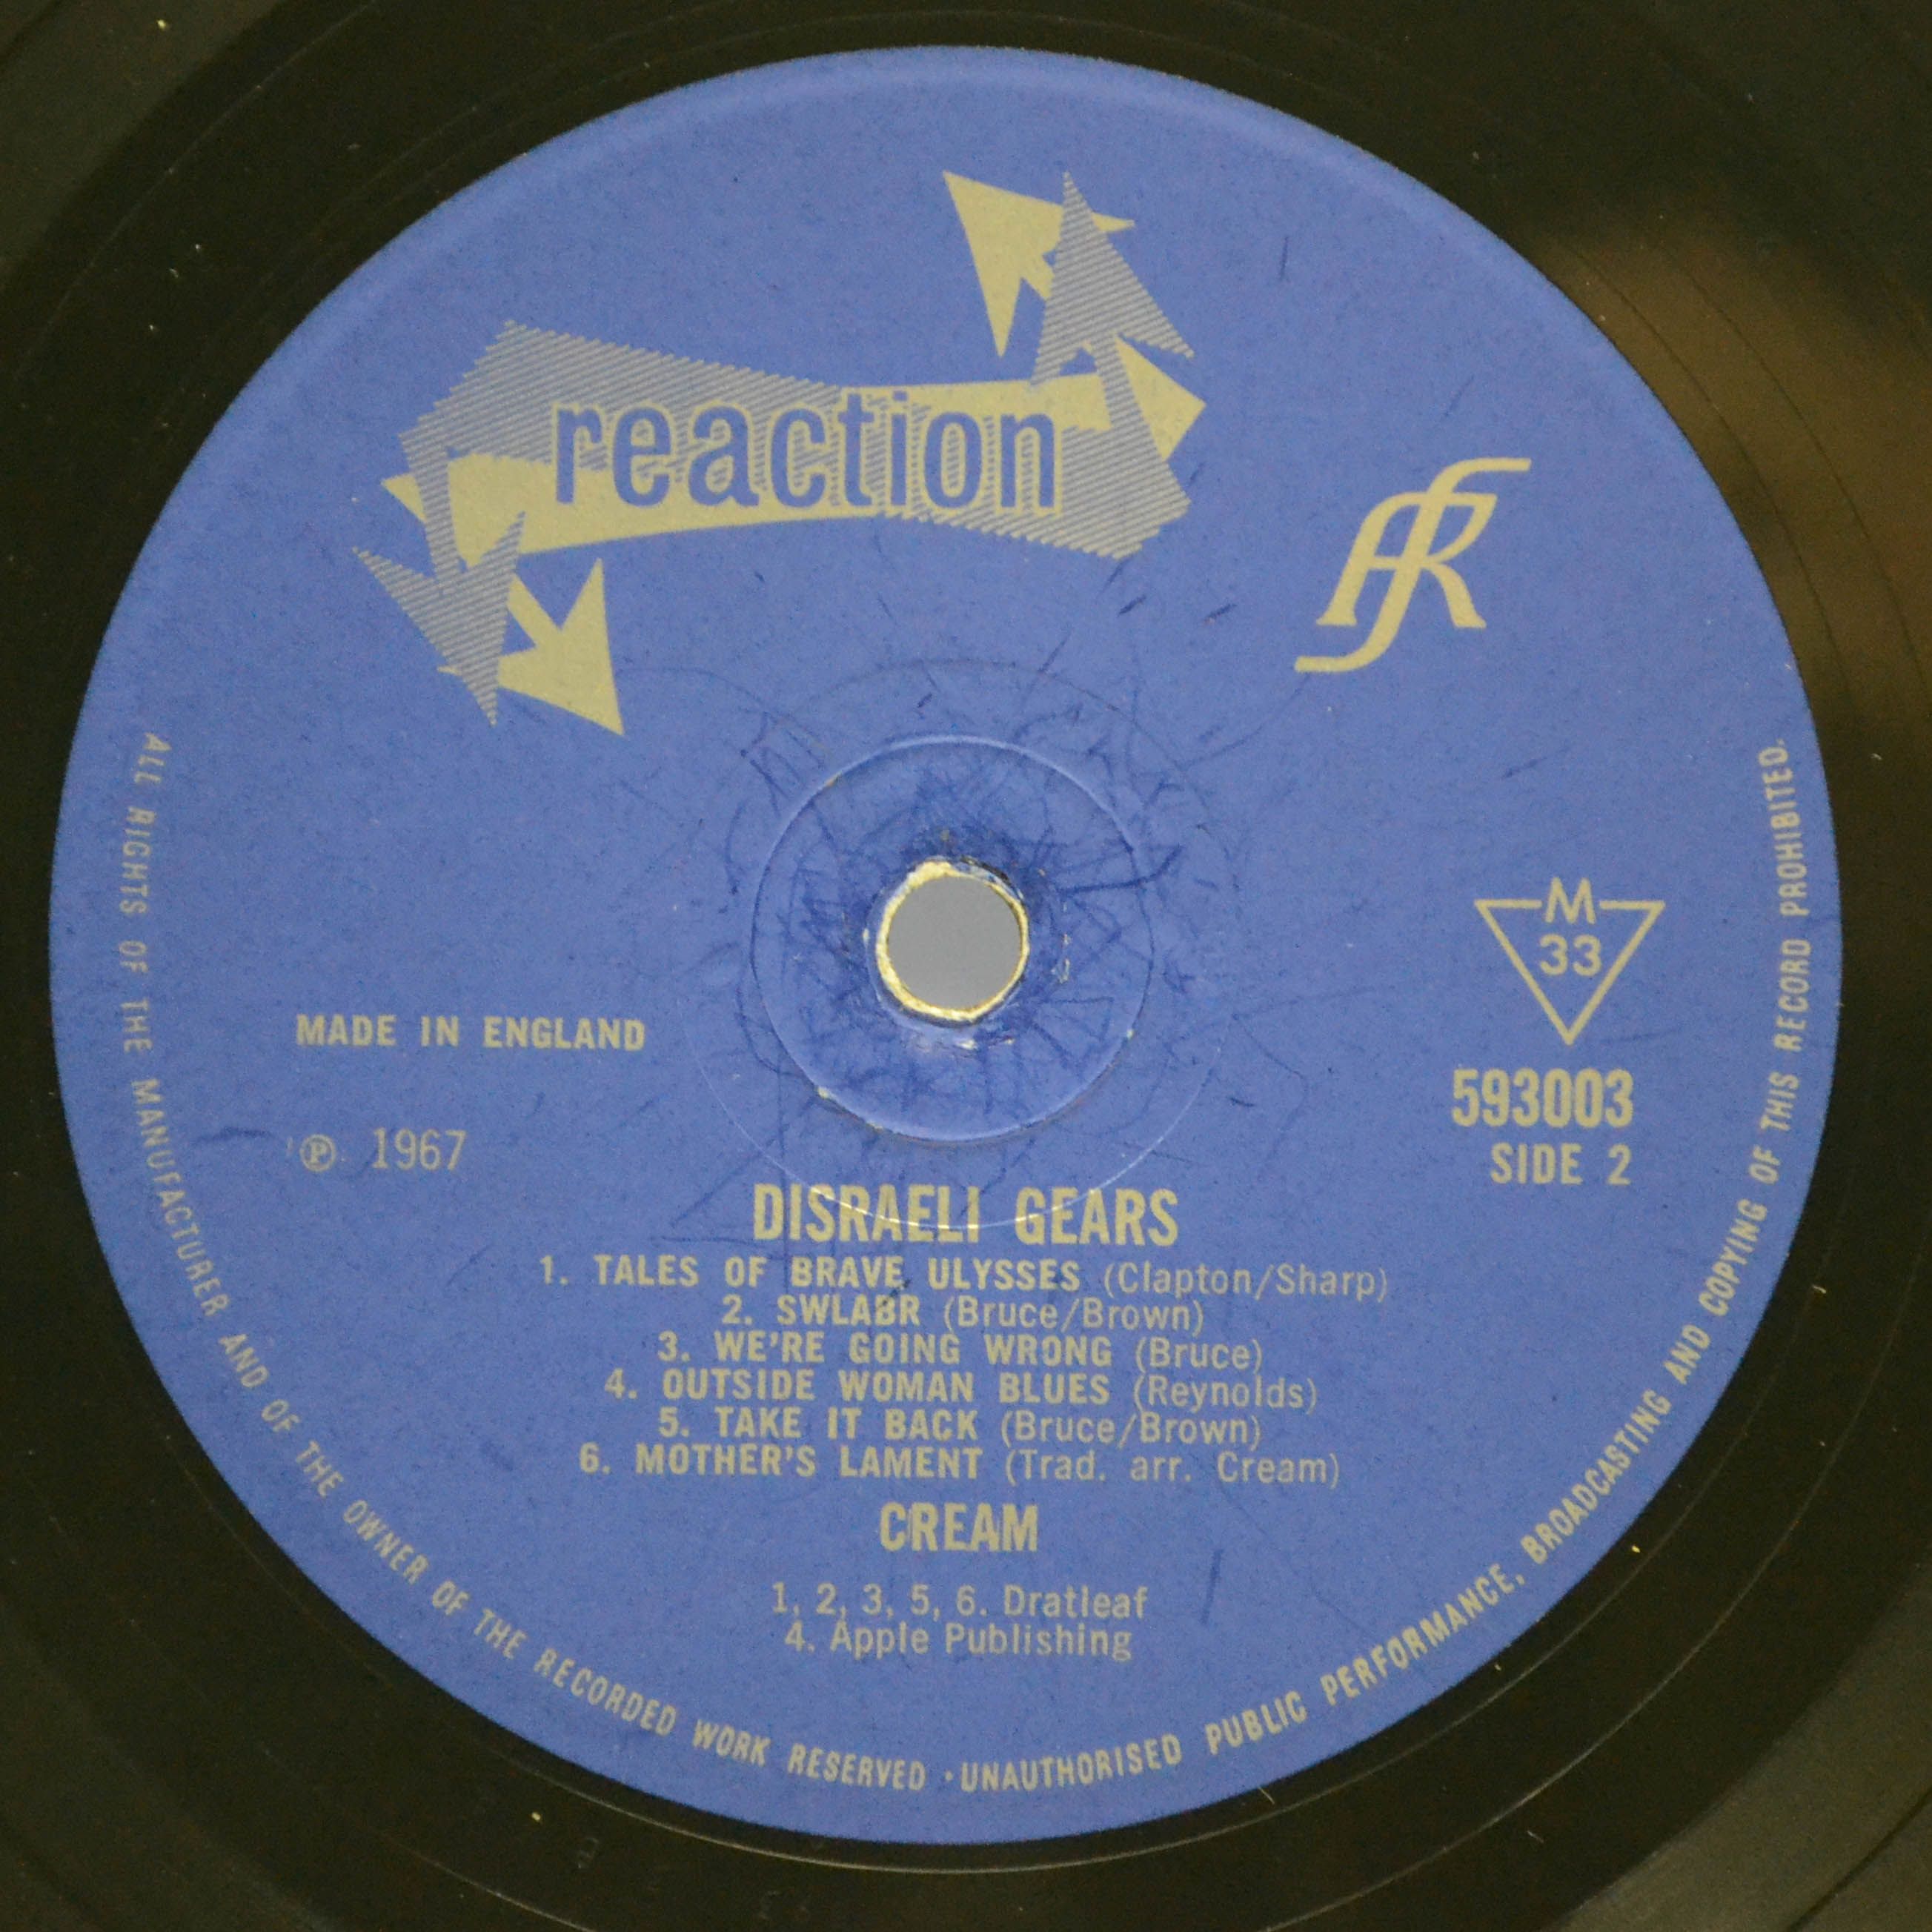 reaction
fR
M
33
MADE IN ENGLAND
593003
℗ 1967
SIDE 2
DISRAELI GEARS
1. TALES OF BRAVE ULYSSES (Clapton/Sharp)
2. SWLABR (Bruce/Brown)
3. WE'RE GOING WRONG (Bruce)
4. OUTSIDE WOMAN BLUES (Reynolds)
5. TAKE IT BACK (Bruce/Brown)
6. MOTHER'S LAMENT (Trad. arr. Cream)
CREAM
1, 2, 3, 5, 6. Dratleaf
4. Apple Publishing
ALL RIGHTS OF THE MANUFACTURER AND OF THE OWNER OF THE RECORDED WORK RESERVED · UNAUTHORISED PUBLIC PERFORMANCE, BROADCASTING AND COPYING OF THIS RECORD PROHIBITED.